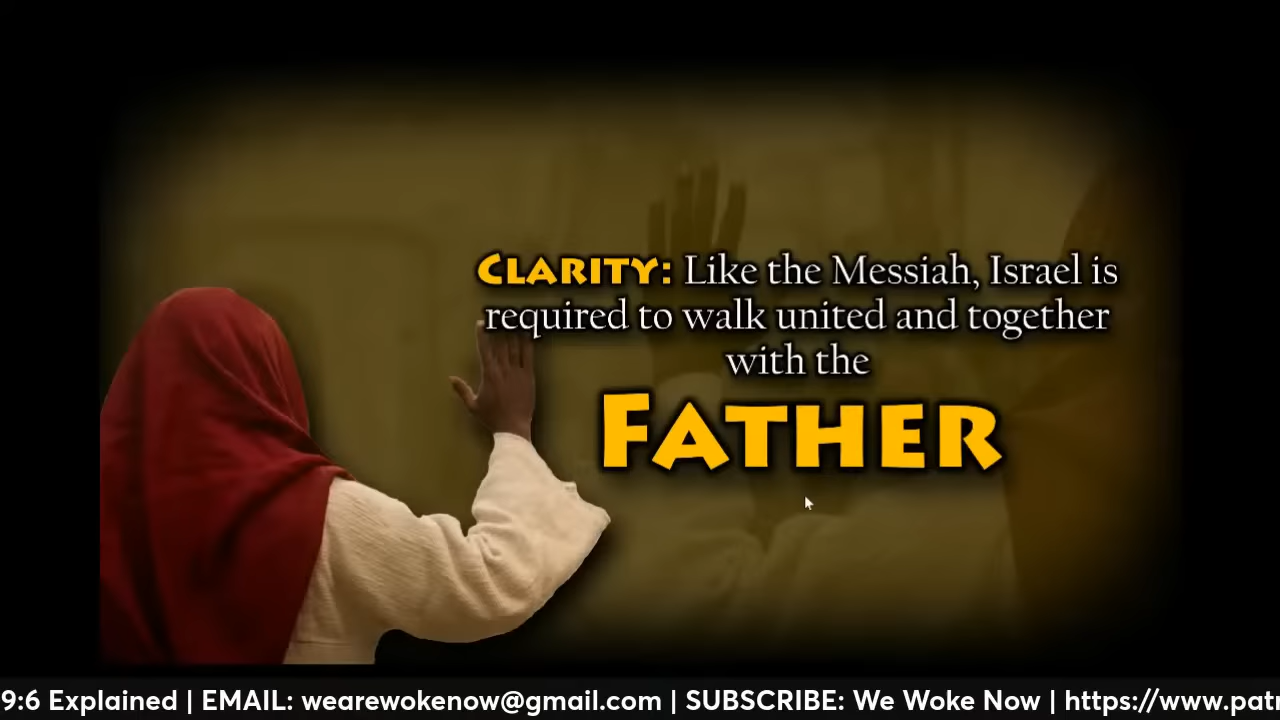 CLARITY: Like the Messiah, Israel is
required to walk united and together
with the
FATHER
9:6 Explained | EMAIL: wearewokenow@gmail.com | SUBSCRIBE: We Woke Now | https://www.pat